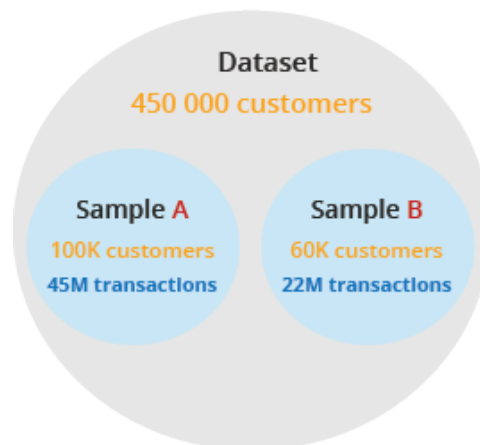 Dataset
450 000 customers
Sample A
100K customers
45M transactions
Sample B
60K customers
22M transactions